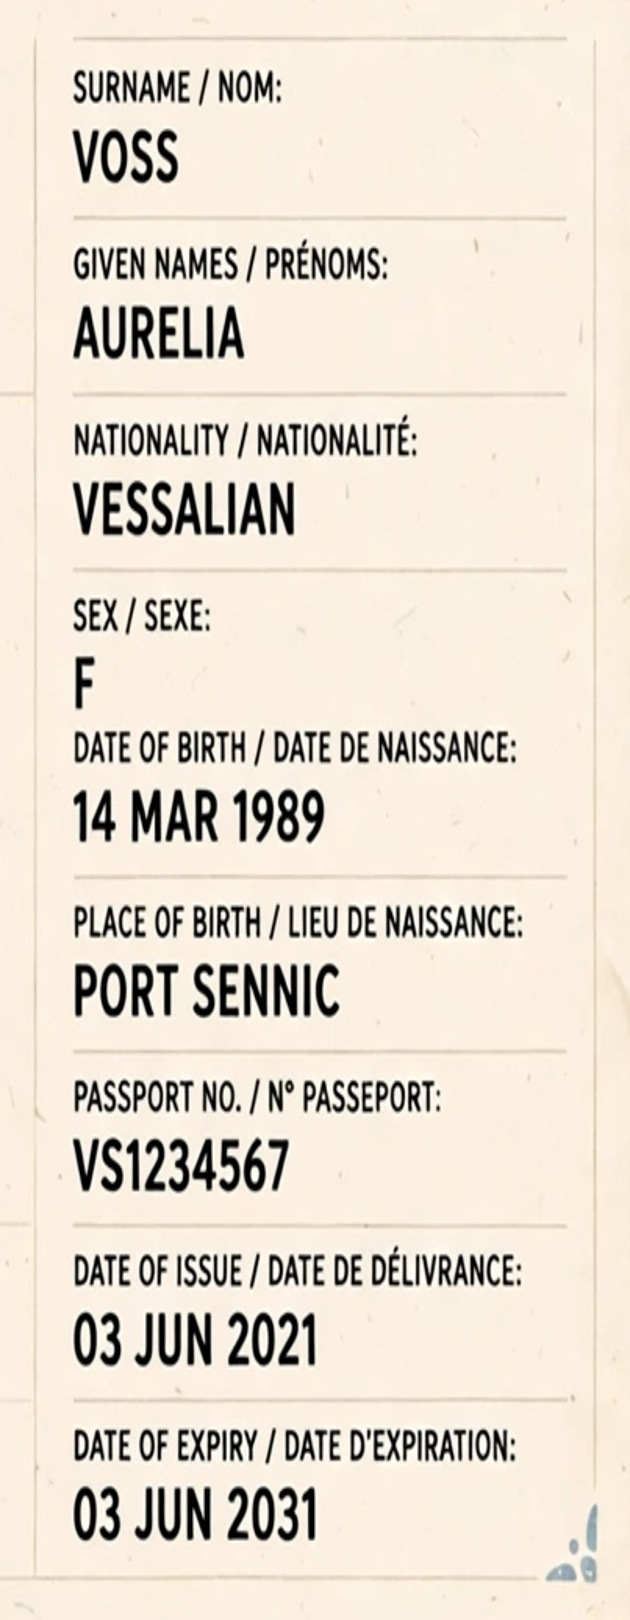 SURNAME / NOM:
VOSS
GIVEN NAMES / PRÉNOMS:
AURELIA
NATIONALITY / NATIONALITÉ:
VESSALIAN
SEX / SEXE:
F
DATE OF BIRTH / DATE DE NAISSANCE:
14 MAR 1989
PLACE OF BIRTH / LIEU DE NAISSANCE:
PORT SENNIC
PASSPORT NO. / N° PASSEPORT:
VS1234567
DATE OF ISSUE / DATE DE DÉLIVRANCE:
03 JUN 2021
DATE OF EXPIRY / DATE D'EXPIRATION:
03 JUN 2031